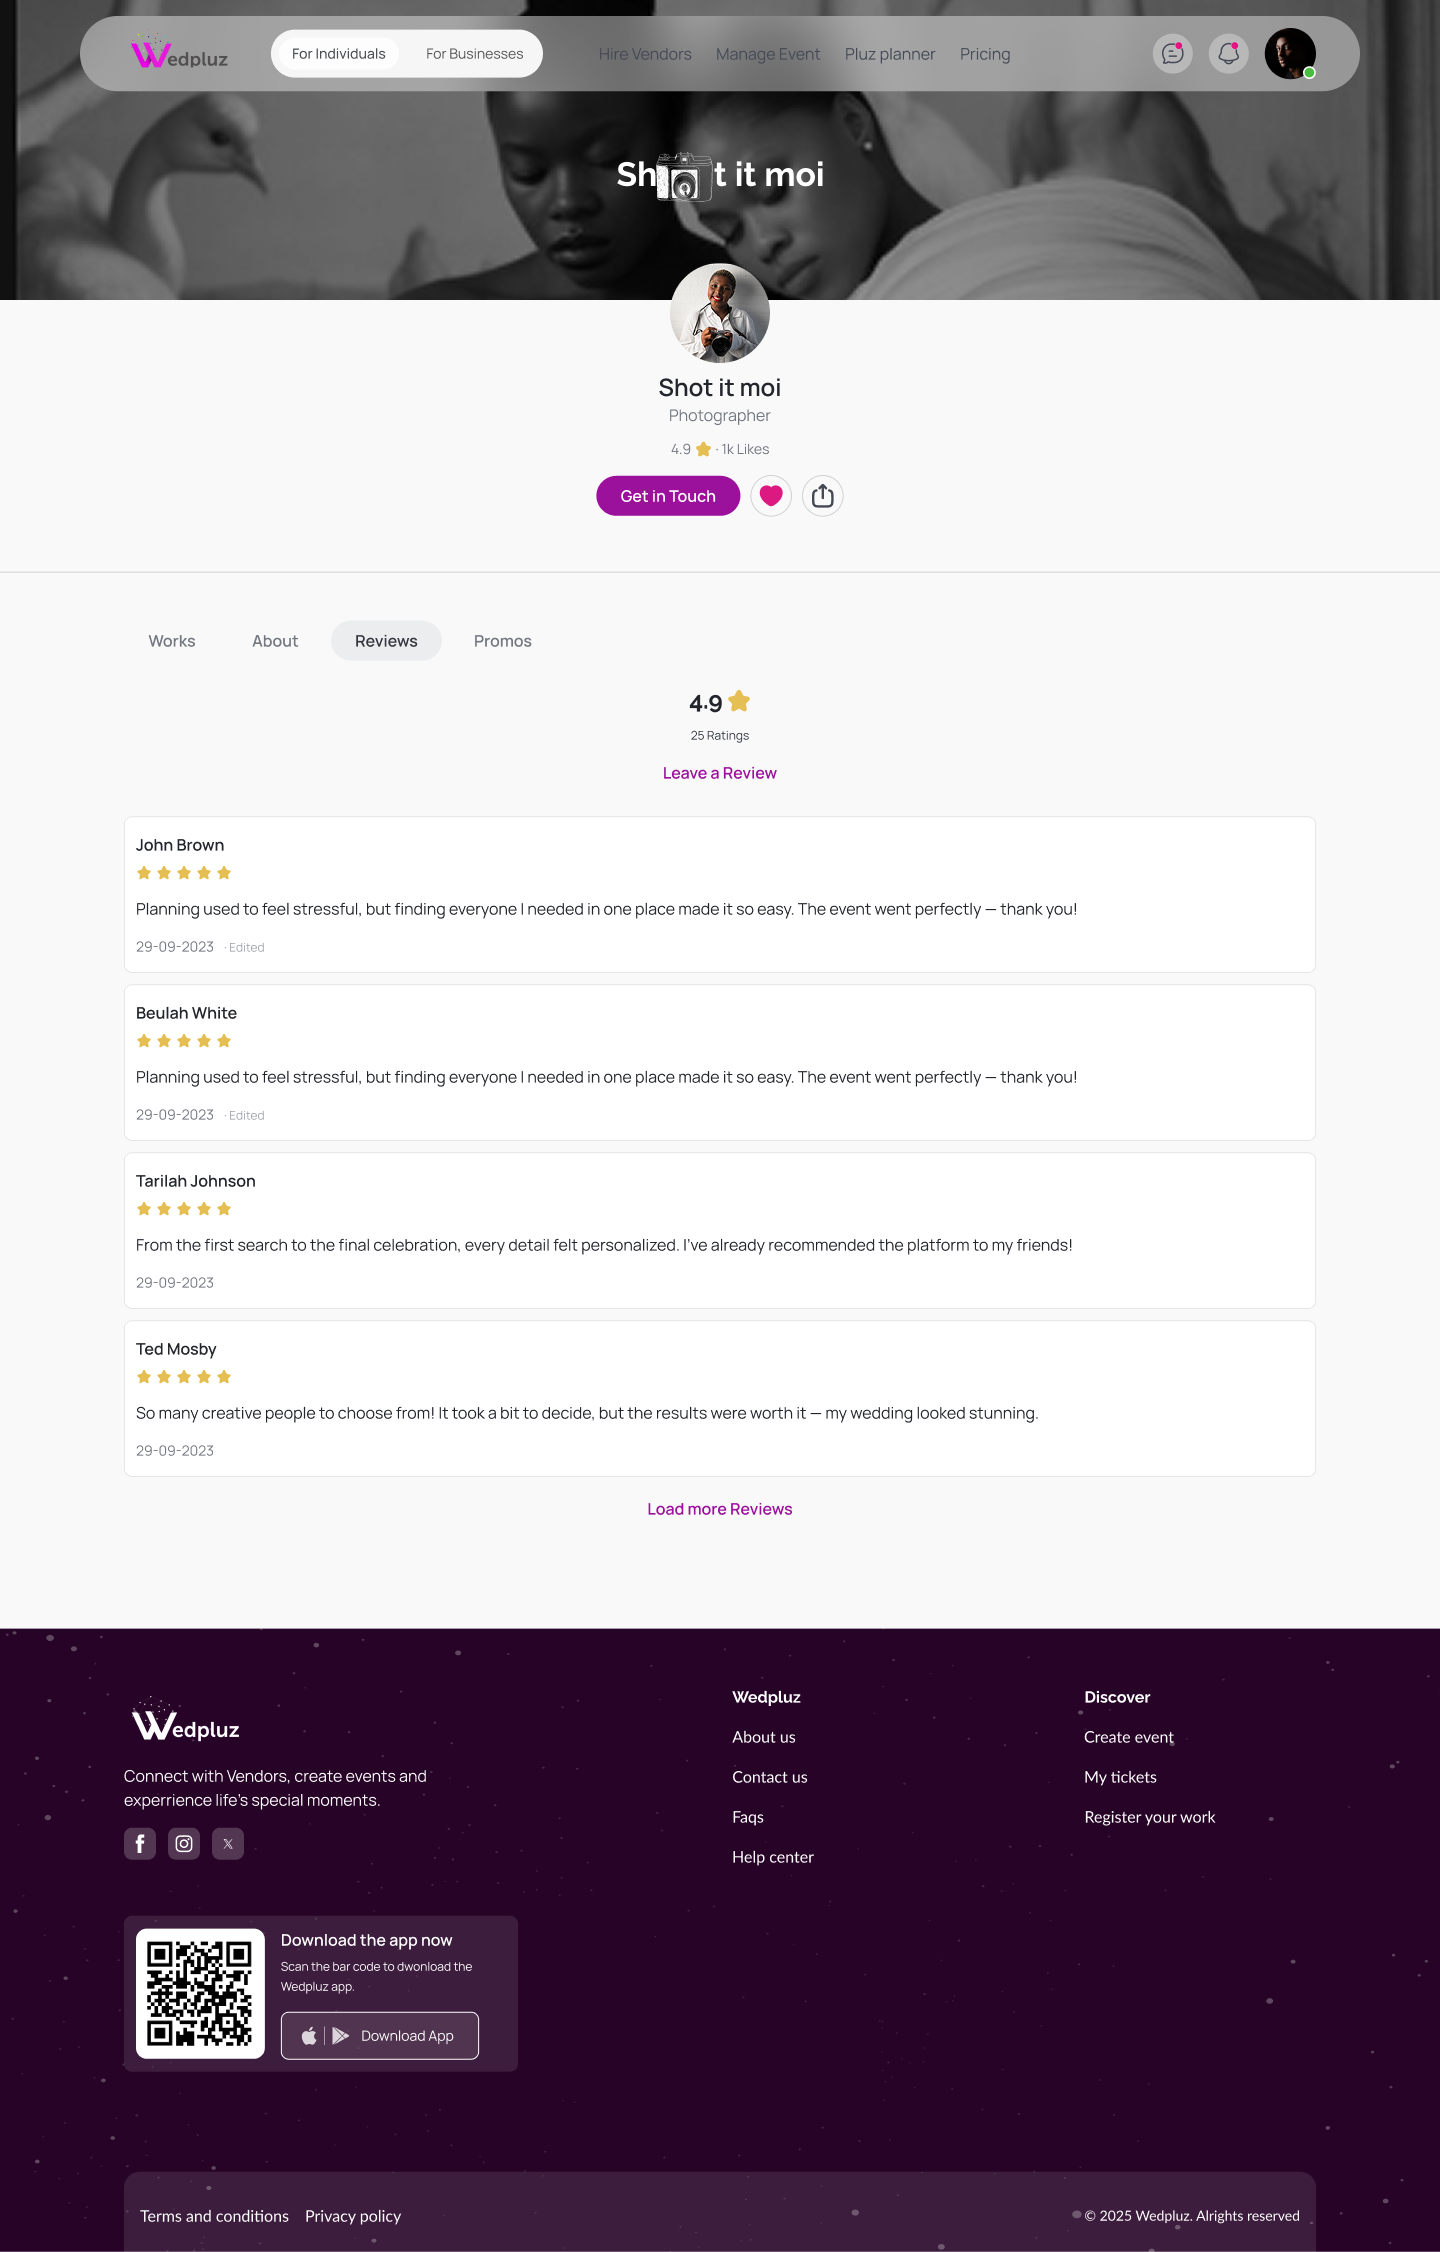 Wedpluz
For Individuals
For Businesses
Hire Vendors
Manage Event
Pluz planner
Pricing
Sh t it moi
Shot it moi
Photographer
4.9 · 1k Likes
Get in Touch
Works
About
Reviews
Promos
4.9
25 Ratings
Leave a Review
John Brown
Planning used to feel stressful, but finding everyone I needed in one place made it so easy. The event went perfectly — thank you!
29-09-2023 · Edited
Beulah White
Planning used to feel stressful, but finding everyone I needed in one place made it so easy. The event went perfectly — thank you!
29-09-2023 · Edited
Tarilah Johnson
From the first search to the final celebration, every detail felt personalized. I've already recommended the platform to my friends!
29-09-2023
Ted Mosby
So many creative people to choose from! It took a bit to decide, but the results were worth it — my wedding looked stunning.
29-09-2023
Load more Reviews
Wedpluz
Connect with Vendors, create events and
experrience life's special moments.
Download the app now
Scan the bar code to dwonload the
Wedpluz app.
Download App
Wedpluz
About us
Contact us
Faqs
Help center
Discover
Create event
My tickets
Register your work
Terms and conditions
Privacy policy
© 2025 Wedpluz. Alrights reserved